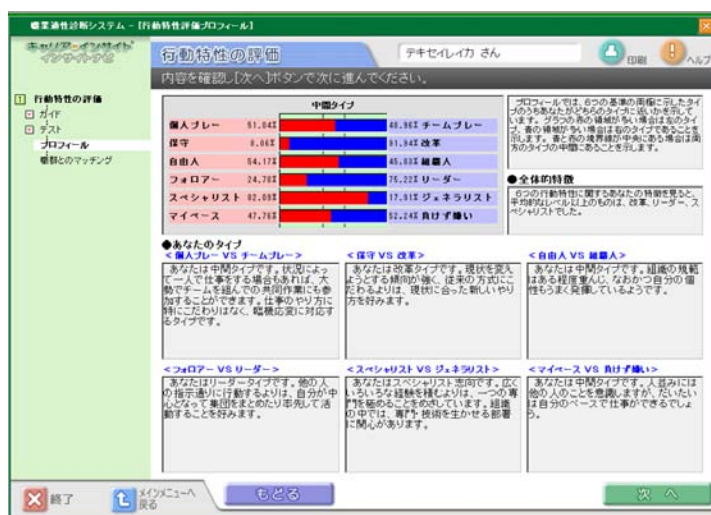 職業適性診断システム - [行動特性評価プロフィール]
キャリア・インサイト
インサイトナビ
行動特性の評価
テキセイレイカ さん
印刷
ヘルプ
内容を確認し[次へ]ボタンで次に進んでください。
行動特性の評価
ガイド
テスト
プロフィール
職群とのマッチング
中間タイプ
個人プレー 51.04% 48.96% チームプレー
保守 8.06% 91.94% 改革
自由人 54.17% 45.83% 組織人
フォロアー 24.78% 75.22% リーダー
スペシャリスト 82.09% 17.91% ジェネラリスト
マイペース 47.76% 52.24% 負けず嫌い
プロフィールでは、6つの基準の両極に示したタイ
プのうちあなたがどちらのタイプに近いかを示して
います。グラフの赤の領域が多い場合は左のタイ
プ、青の領域が多い場合は右のタイプであることを
示します。青と赤の境界線が中央にある場合は両
方のタイプの中間にあることを示します。
●全体的特徴
6つの行動特性に関するあなたの特徴を見ると、
平均的なレベル以上のものは、改革、リーダー、ス
ペシャリストでした。
●あなたのタイプ
<個人プレー VS チームプレー>
あなたは中間タイプです。状況によっ
て一人で仕事をする場合もあれば、大
勢でチームを組んでの共同作業にも参
加することができます。仕事のやり方に
特にこだわりはなく、臨機応変に対応す
るタイプです。
<保守 VS 改革>
あなたは改革タイプです。現状を変え
ようとする傾向が強く、従来の方式にこ
だわるよりは、現状に合った新しいやり
方を好みます。
<自由人 VS 組織人>
あなたは中間タイプです。組織の規範
はある程度重んじ、なおかつ自分の個
性もうまく発揮しているようです。
<フォロアー VS リーダー>
あなたはリーダータイプです。他の人
の指示通りに行動するよりは、自分が中
心となって集団をまとめたり率先して活
動することを好みます。
<スペシャリスト VS ジェネラリスト>
あなたはスペシャリスト志向です。広く
いろいろな経験を積むよりは、一つの専
門を極めることをめざしています。組織
の中では、専門・技術を生かせる部署
に関心があります。
<マイペース VS 負けず嫌い>
あなたは中間タイプです。人並みには
他の人のことを意識しますが、だいたい
は自分のペースで仕事ができるでしょ
う。
終了
メインメニューへ
戻る
もどる
次 へ